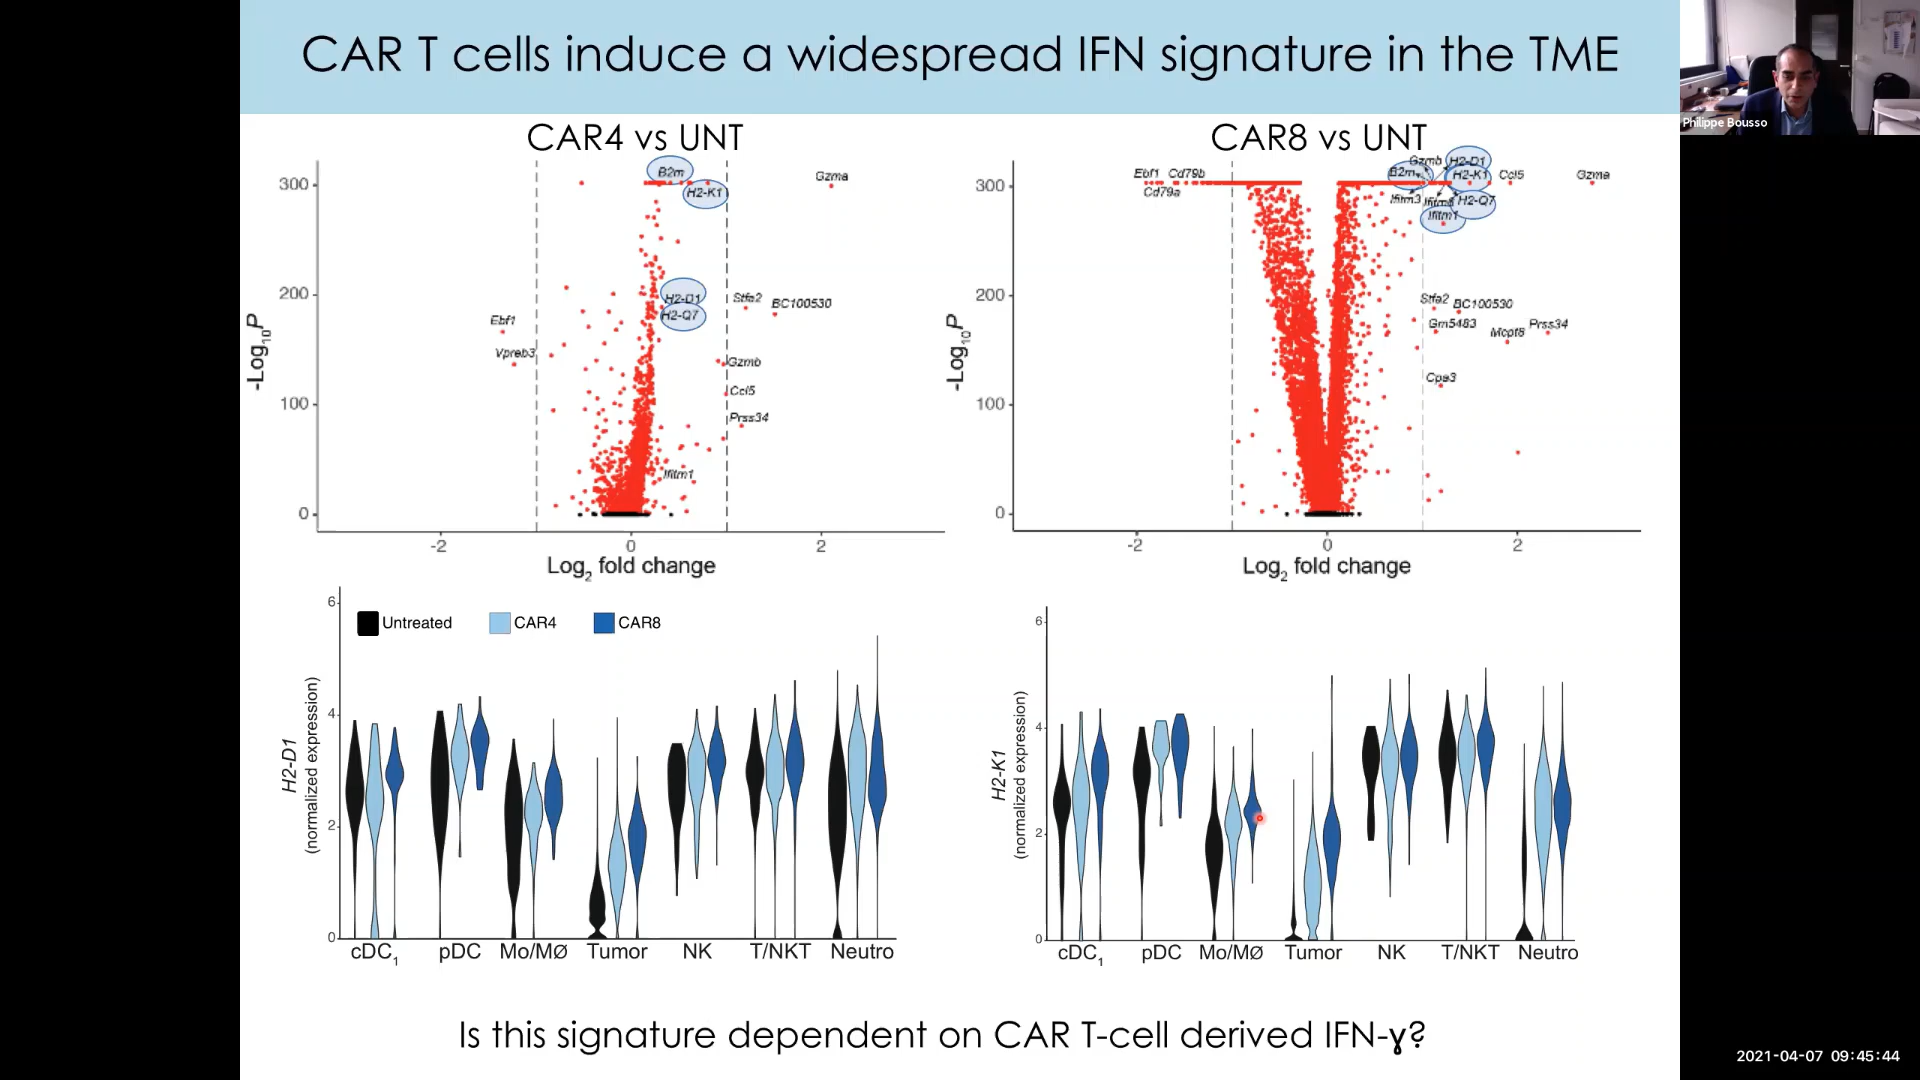 CAR T cells induce a widespread IFN signature in the TME
Philippe Bousso
CAR4 vs UNT
300
200
100
0
-Log10P
B2m
H2-K1
Gzma
H2-D1
H2-Q7
Stfa2
BC100530
Ebf1
Vpreb3
Gzmb
Ccl5
Prss34
Ifitm1
-2
0
2
Log2 fold change
CAR8 vs UNT
300
200
100
0
-Log10P
Gzmb
H2-D1
Ebf1
Cd79b
B2m
H2-K1
Ccl5
Gzma
Cd79a
Ifitm3
H2-Q7
Ifitm1
Stfa2
BC100530
Gm5483
Mcpt8
Prss34
Cpa3
-2
0
2
Log2 fold change
Untreated
CAR4
CAR8
6
4
2
0
H2-D1
(normalized expression)
cDC1
pDC
Mo/MØ
Tumor
NK
T/NKT
Neutro
6
4
2
0
H2-K1
(normalized expression)
cDC1
pDC
Mo/MØ
Tumor
NK
T/NKT
Neutro
Is this signature dependent on CAR T-cell derived IFN-ɣ?
2021-04-07 09:45:44